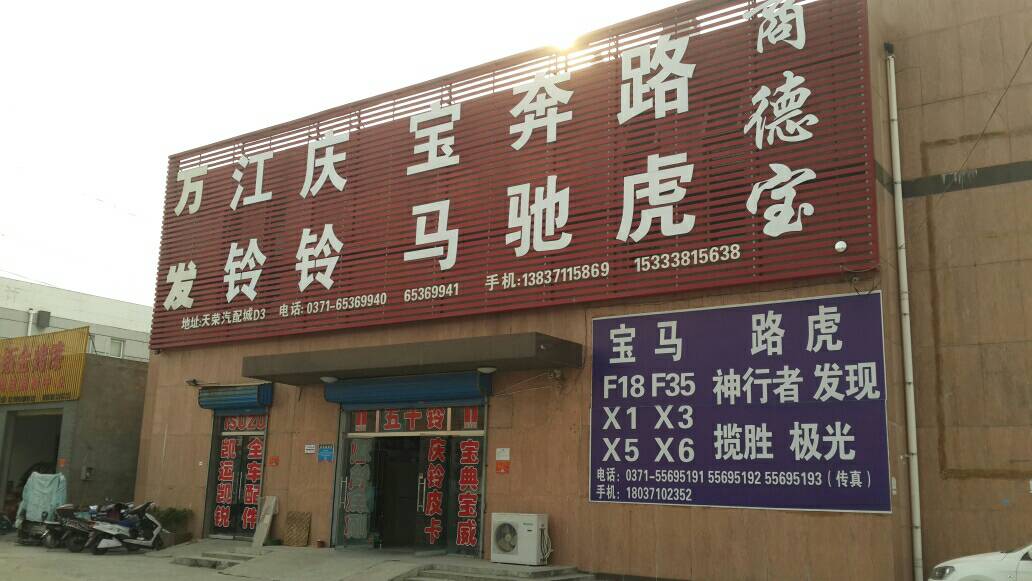 万江庆宝奔路
发铃铃马驰虎
商德宝
地址:天荣汽配城D3 电话:0371-65369940 65369941 手机:13837115869 15333815638
宝马 路虎
F18 F35 神行者 发现
X1 X3
X5 X6 揽胜 极光
电话:0371-55695191 55695192 55695193(传真)
手机:18037102352
五十铃
凯运凯锐
全车配件
庆铃皮卡
宝典宝威